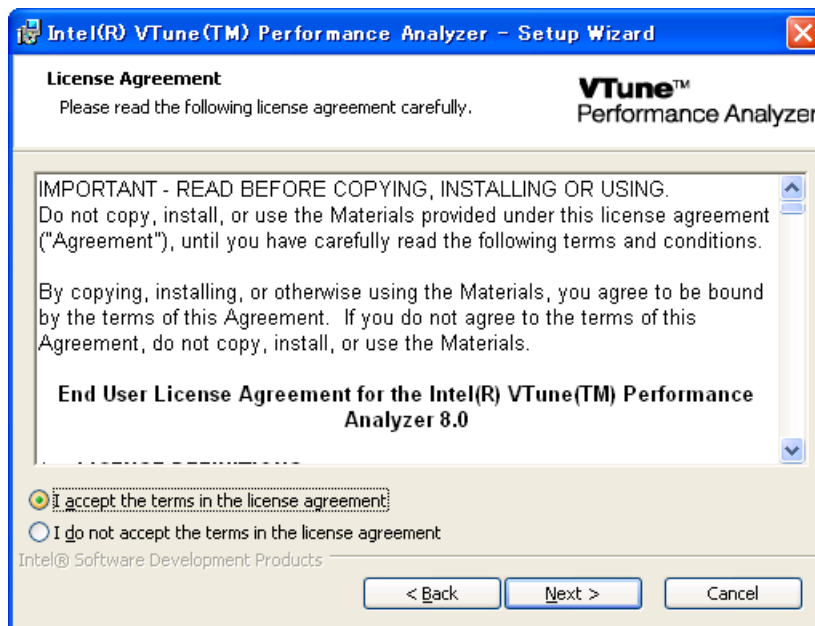 Intel(R) VTune(TM) Performance Analyzer - Setup Wizard
License Agreement
Please read the following license agreement carefully.
VTune™
Performance Analyzer
IMPORTANT - READ BEFORE COPYING, INSTALLING OR USING.
Do not copy, install, or use the Materials provided under this license agreement
("Agreement"), until you have carefully read the following terms and conditions.
By copying, installing, or otherwise using the Materials, you agree to be bound
by the terms of this Agreement.  If you do not agree to the terms of this
Agreement, do not copy, install, or use the Materials.
End User License Agreement for the Intel(R) VTune(TM) Performance
Analyzer 8.0
I accept the terms in the license agreement
I do not accept the terms in the license agreement
Intel® Software Development Products
< Back
Next >
Cancel